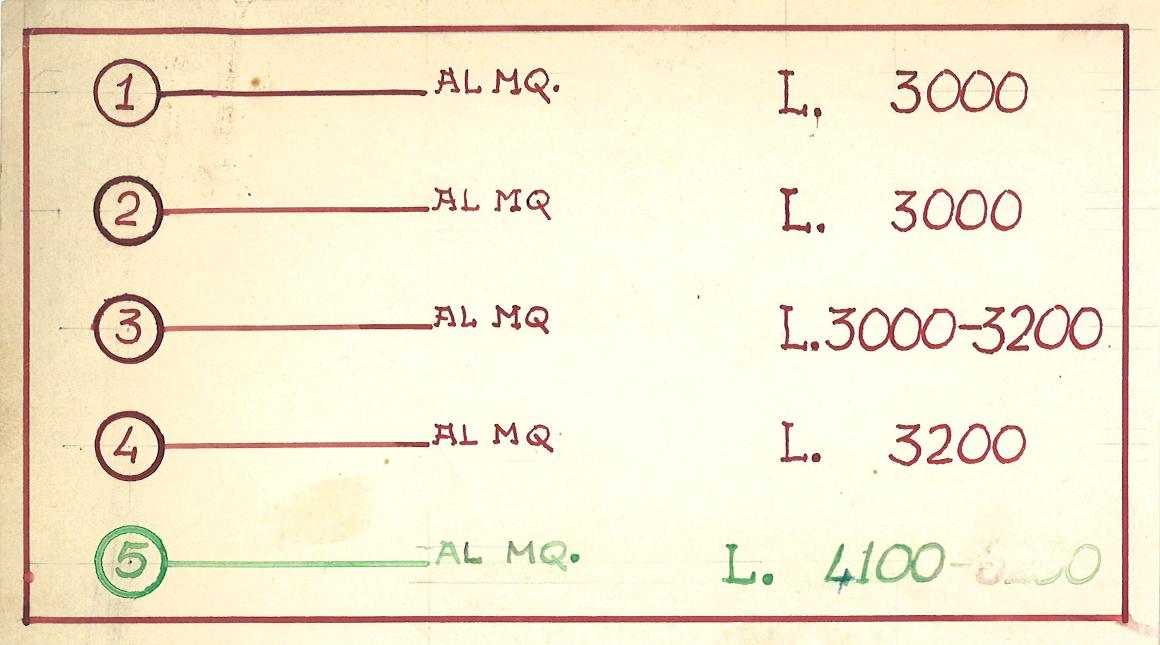 1 AL MQ. L. 3000
2 AL MQ L. 3000
3 AL MQ L. 3000-3200
4 AL MQ L. 3200
5 AL MQ. L. 4100-